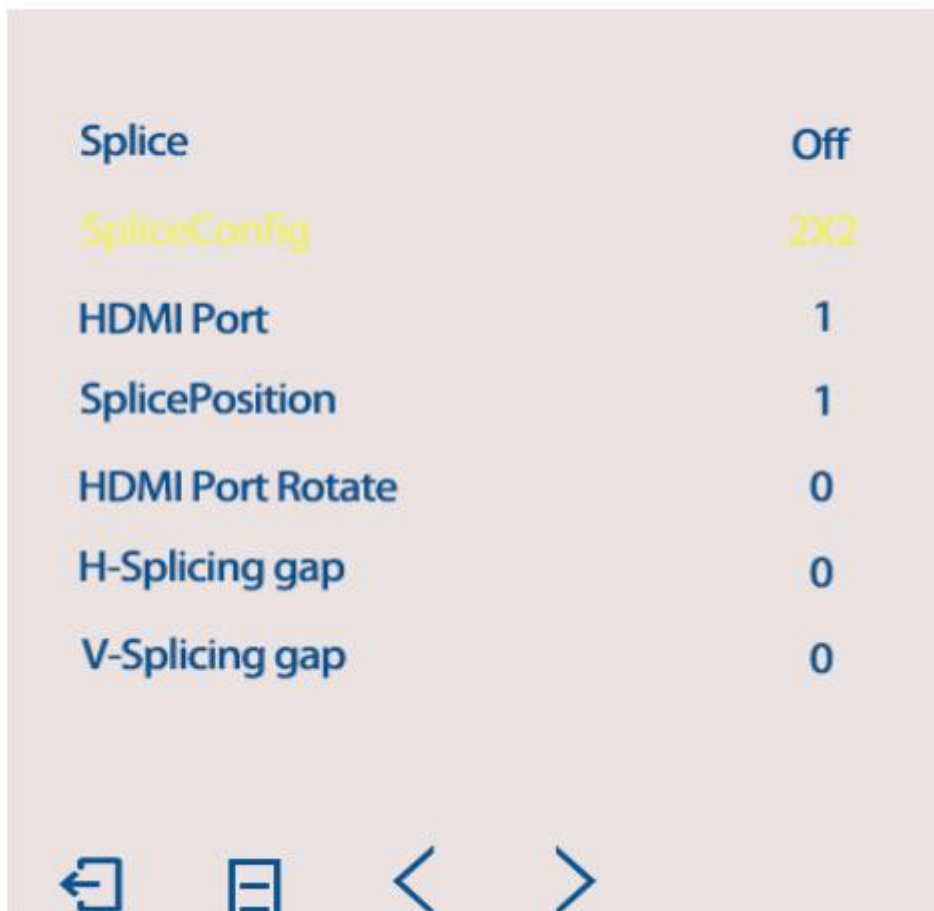 Splice Off
SpliceConfig 2X2
HDMI Port 1
SplicePosition 1
HDMI Port Rotate 0
H-Splicing gap 0
V-Splicing gap 0